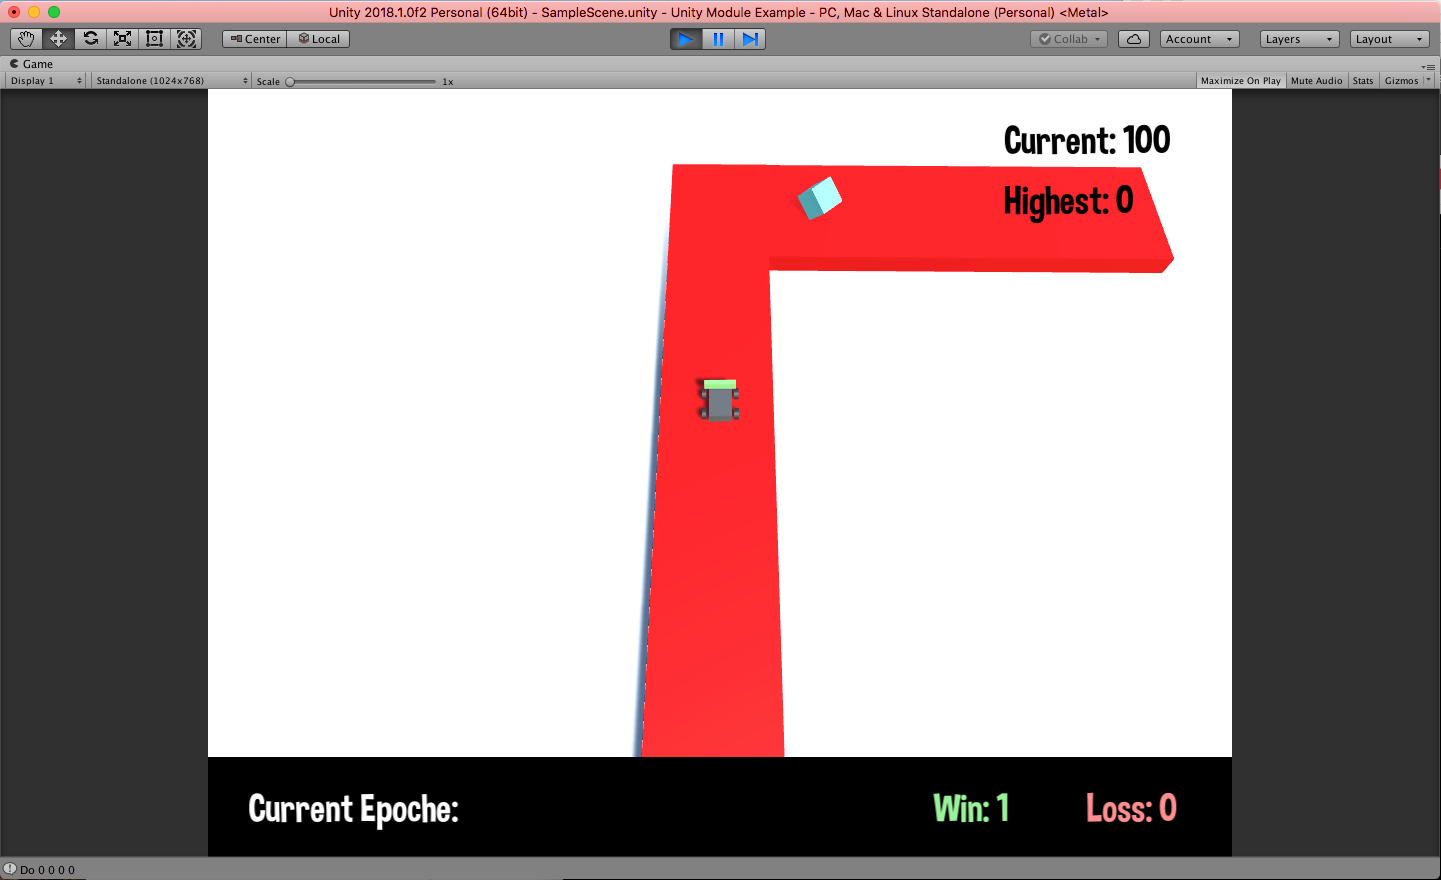 Unity 2018.1.0f2 Personal (64bit) - SampleScene.unity - Unity Module Example - PC, Mac & Linux Standalone (Personal) <Metal>
Center Local Collab Account Layers Layout
Game
Display 1 Standalone (1024x768) Scale 1x Maximize On Play Mute Audio Stats Gizmos
Current: 100
Highest: 0
Current Epoche: Win: 1 Loss: 0
Do 0 0 0 0